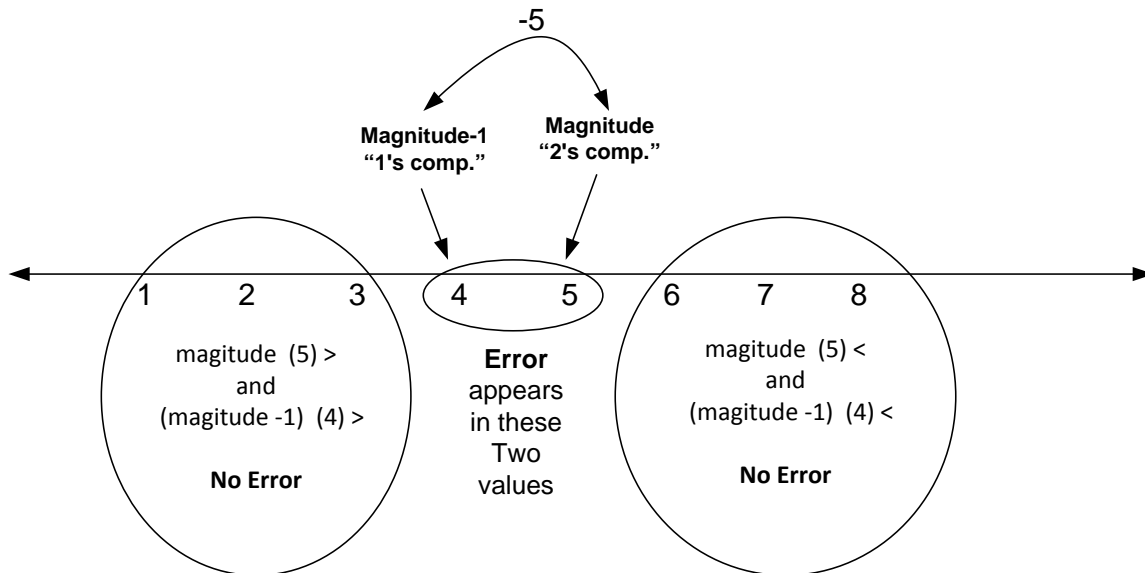 -5
Magnitude-1
“1's comp.”
Magnitude
“2's comp.”
1 2 3 4 5 6 7 8
magitude (5) >
and
(magitude -1) (4) >
No Error
Error
appears
in these
Two
values
magitude (5) <
and
(magitude -1) (4) <
No Error